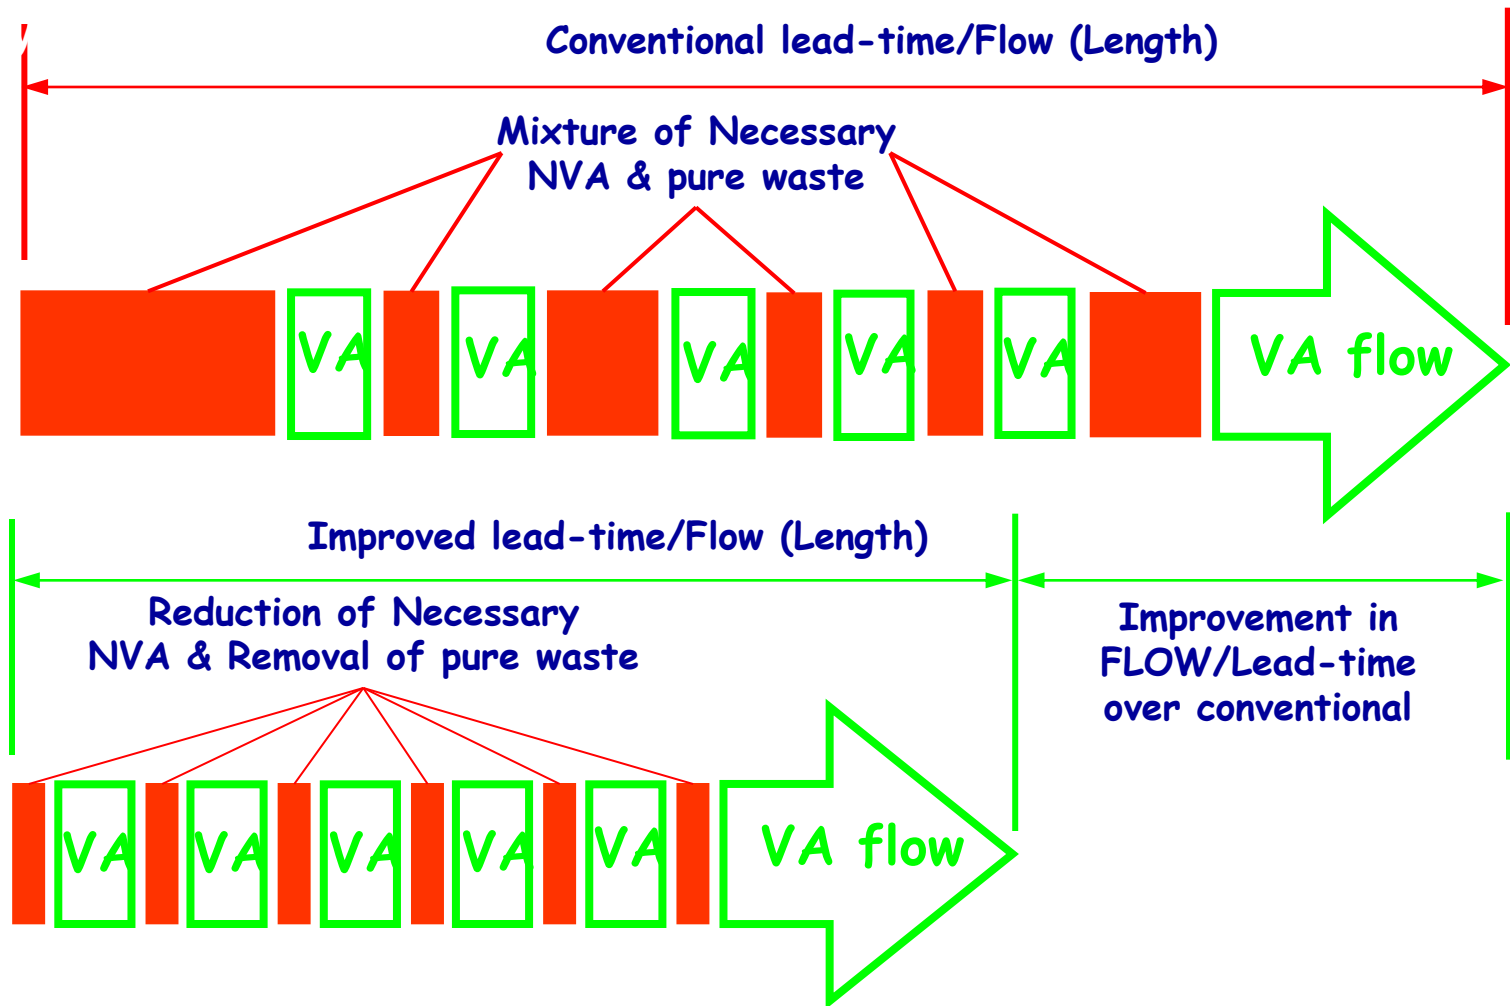 Conventional lead-time/Flow (Length)
Mixture of Necessary
NVA & pure waste
VA
VA
VA
VA
VA
VA flow
Improved lead-time/Flow (Length)
Reduction of Necessary
NVA & Removal of pure waste
Improvement in
FLOW/Lead-time
over conventional
VA
VA
VA
VA
VA
VA flow